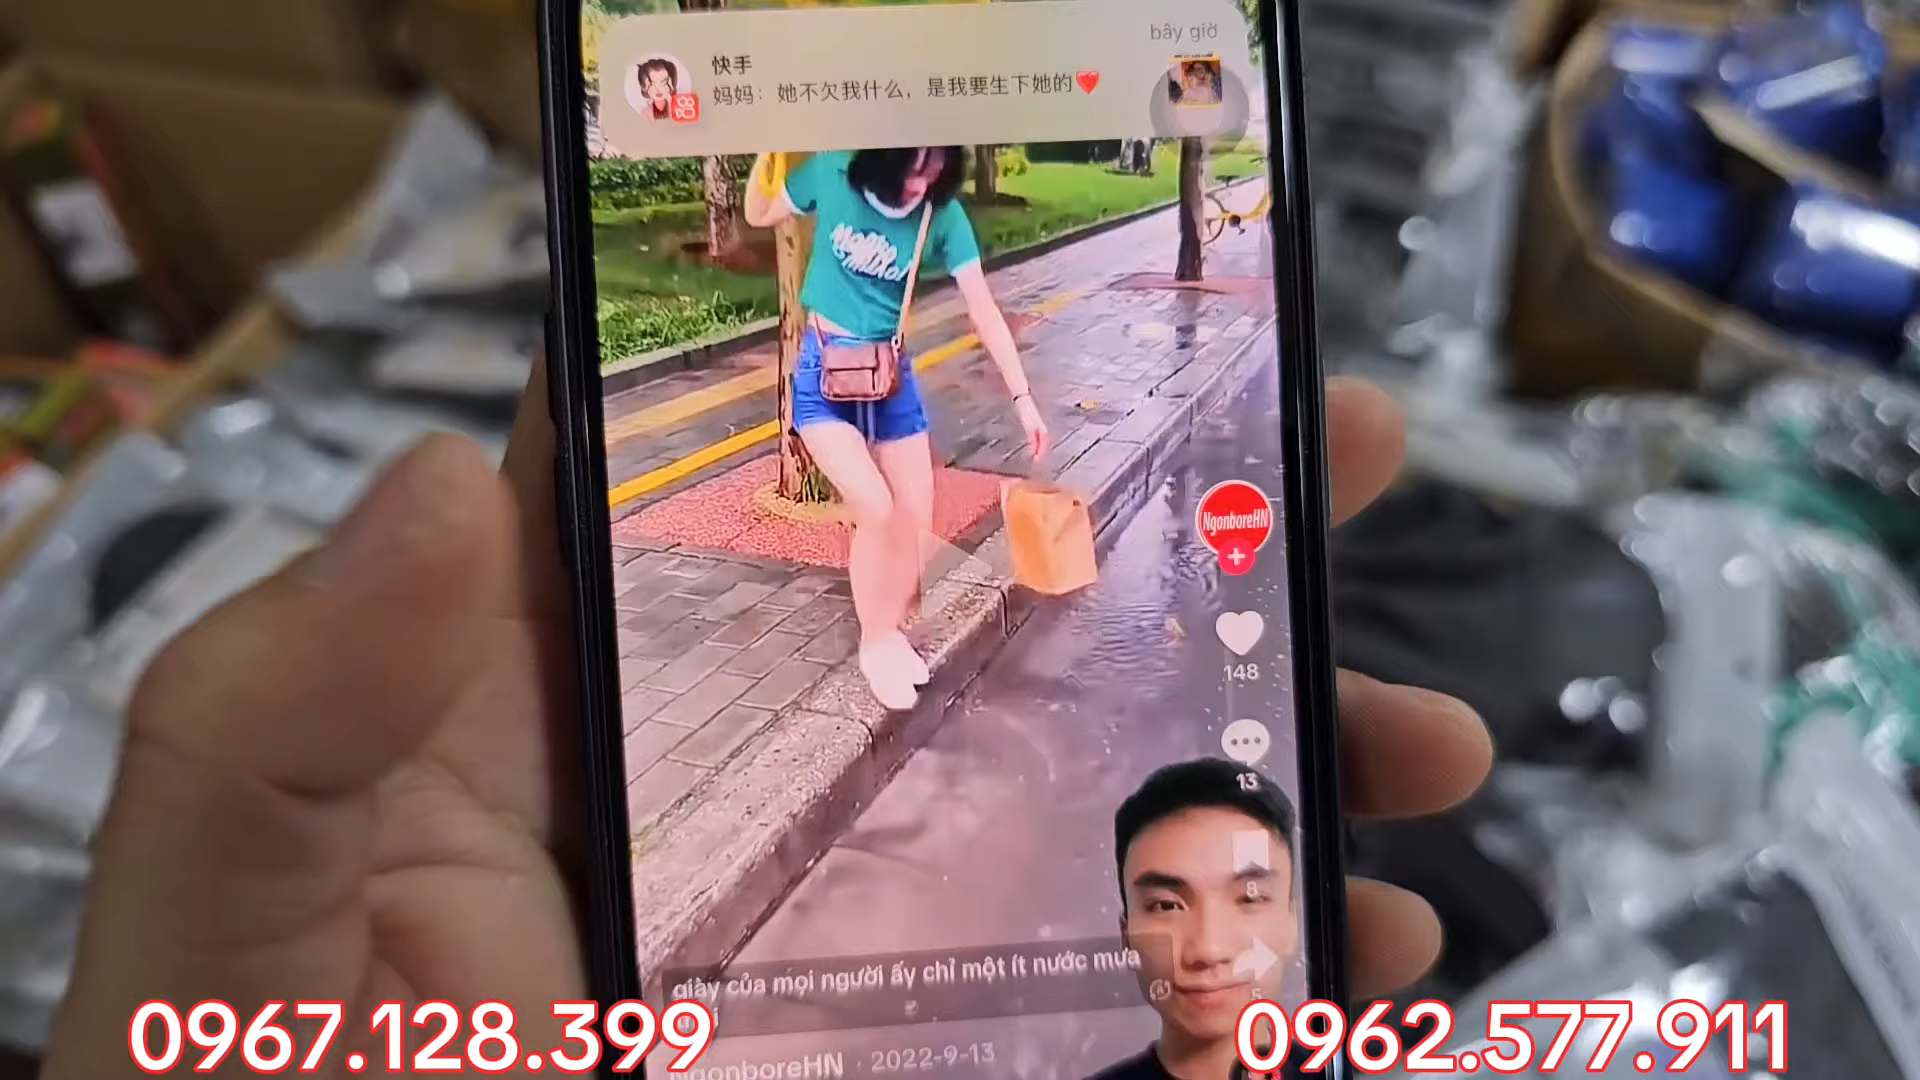 bây giờ
快手
妈妈：她不欠我什么，是我要生下她的❤️
NgonboreHN
148
13
8
giày của mọi người ấy chỉ một ít nước mưa
NgonboreHN · 2022-9-13
0967.128.399
0962.577.911